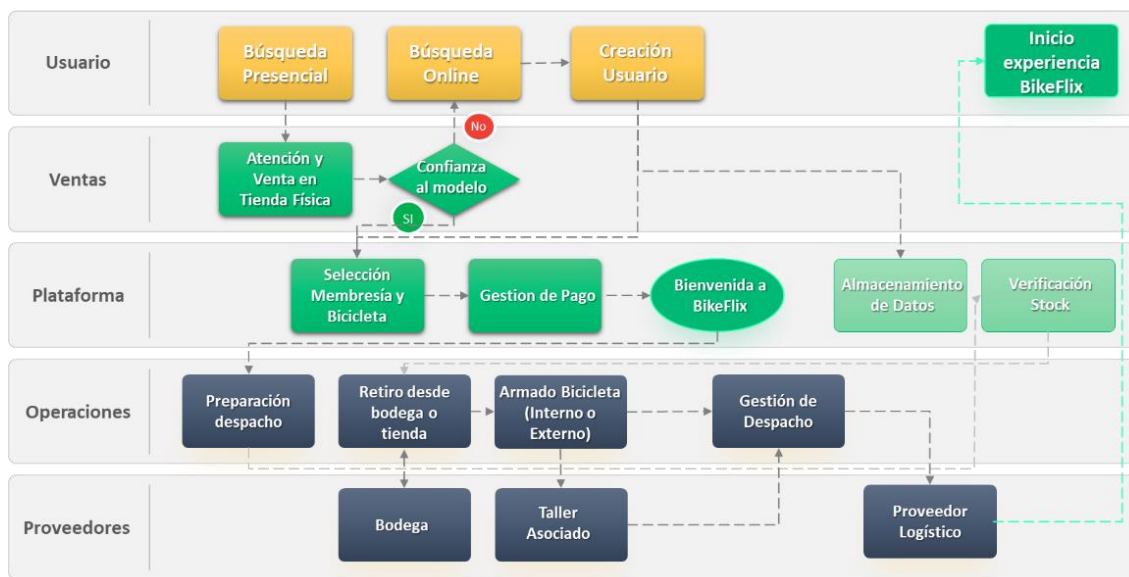 Usuario
Búsqueda
Presencial
Búsqueda
Online
Creación
Usuario
Inicio
experiencia
BikeFlix
No
Ventas
Atención y
Venta en
Tienda Física
Confianza
al modelo
SI
Plataforma
Selección
Membresía y
Bicicleta
Gestion de Pago
Bienvenida a
BikeFlix
Almacenamiento
de Datos
Verificación
Stock
Operaciones
Preparación
despacho
Retiro desde
bodega o
tienda
Armado Bicicleta
(Interno o
Externo)
Gestión de
Despacho
Proveedores
Bodega
Taller
Asociado
Proveedor
Logístico